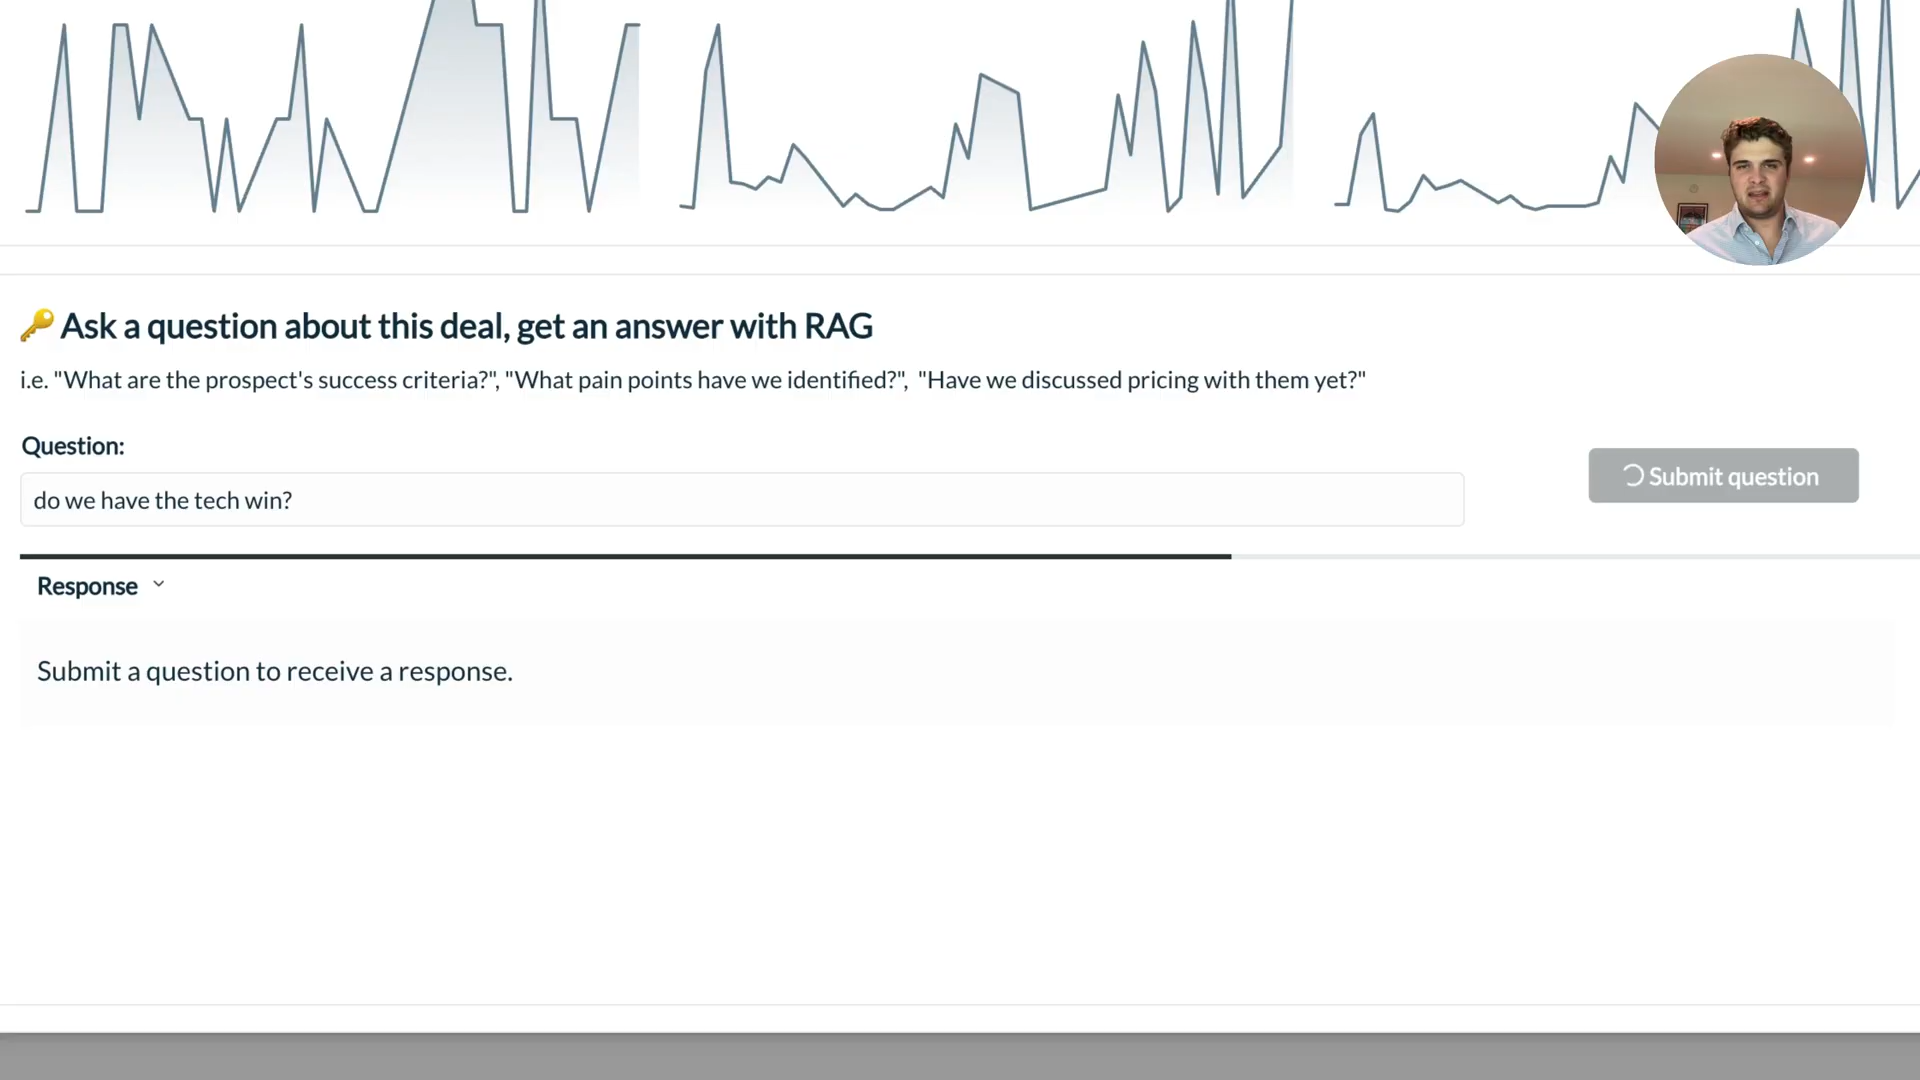 🔑 Ask a question about this deal, get an answer with RAG
i.e. "What are the prospect's success criteria?", "What pain points have we identified?",  "Have we discussed pricing with them yet?"
Question:
do we have the tech win?
Submit question
Response
Submit a question to receive a response.